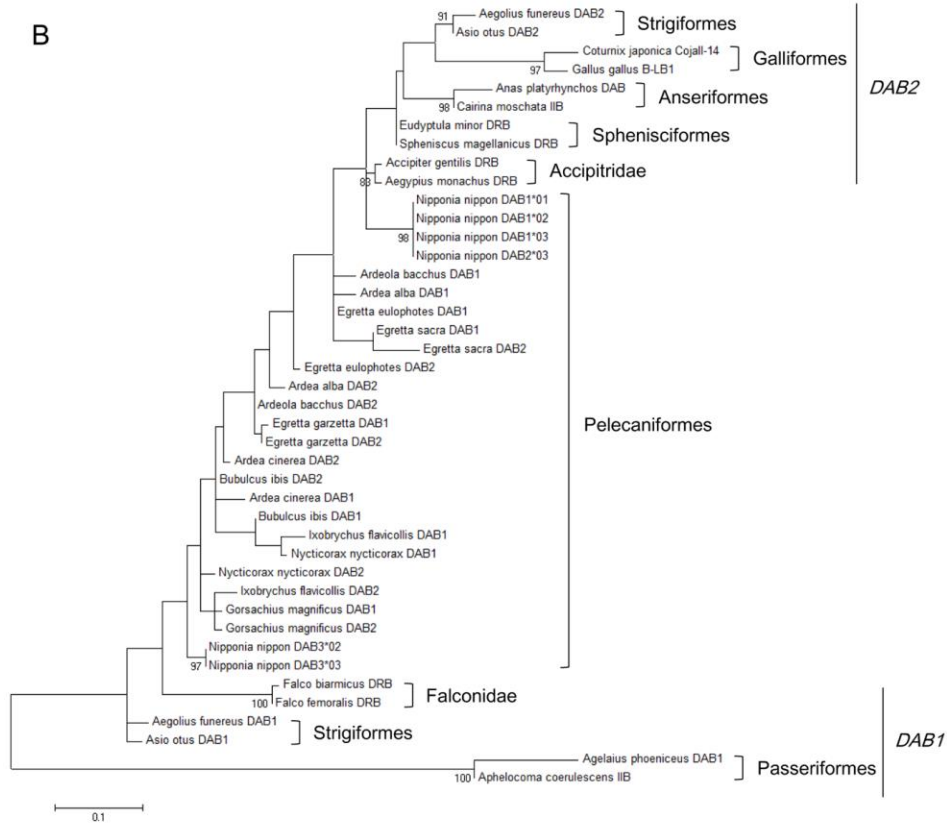 B
91
Aegolius funereus DAB2
Asio otus DAB2
Strigiformes
Coturnix japonica Cojall-14
97
Gallus gallus B-LB1
Galliformes
Anas platyrhynchos DAB
98
Cairina moschata IIB
Anseriformes
DAB2
Eudyptula minor DRB
Spheniscus magellanicus DRB
Sphenisciformes
Accipiter gentilis DRB
83
Aegypius monachus DRB
Accipitridae
Nipponia nippon DAB1*01
Nipponia nippon DAB1*02
98
Nipponia nippon DAB1*03
Nipponia nippon DAB2*03
Ardeola bacchus DAB1
Ardea alba DAB1
Egretta eulophotes DAB1
Egretta sacra DAB1
Egretta sacra DAB2
Egretta eulophotes DAB2
Ardea alba DAB2
Ardeola bacchus DAB2
Egretta garzetta DAB1
Egretta garzetta DAB2
Pelecaniformes
Ardea cinerea DAB2
Bubulcus ibis DAB2
Ardea cinerea DAB1
Bubulcus ibis DAB1
Ixobrychus flavicollis DAB1
Nycticorax nycticorax DAB1
Nycticorax nycticorax DAB2
Ixobrychus flavicollis DAB2
Gorsachius magnificus DAB1
Gorsachius magnificus DAB2
Nipponia nippon DAB3*02
97
Nipponia nippon DAB3*03
Falco biarmicus DRB
100
Falco femoralis DRB
Falconidae
Aegolius funereus DAB1
Asio otus DAB1
Strigiformes
DAB1
Agelaius phoeniceus DAB1
100
Aphelocoma coerulescens IIB
Passeriformes
0.1